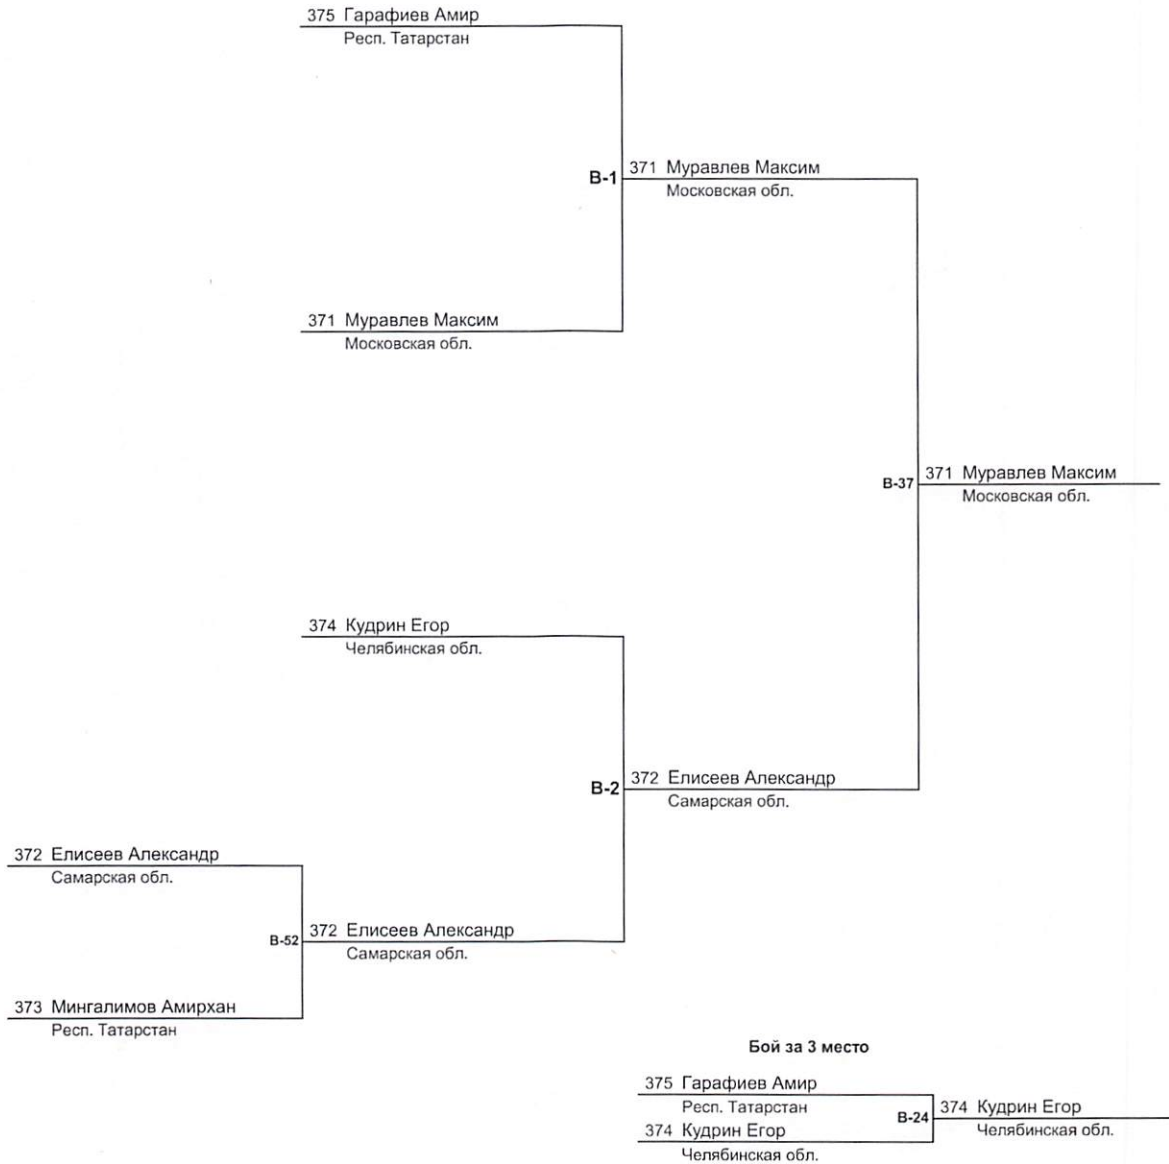 375 Гарафиев Амир
Респ. Татарстан
B-1
371 Муравлев Максим
Московская обл.
371 Муравлев Максим
Московская обл.
B-37
371 Муравлев Максим
Московская обл.
374 Кудрин Егор
Челябинская обл.
B-2
372 Елисеев Александр
Самарская обл.
372 Елисеев Александр
Самарская обл.
B-52
372 Елисеев Александр
Самарская обл.
373 Мингалимов Амирхан
Респ. Татарстан
Бой за 3 место
375 Гарафиев Амир
Респ. Татарстан
B-24
374 Кудрин Егор
Челябинская обл.
374 Кудрин Егор
Челябинская обл.